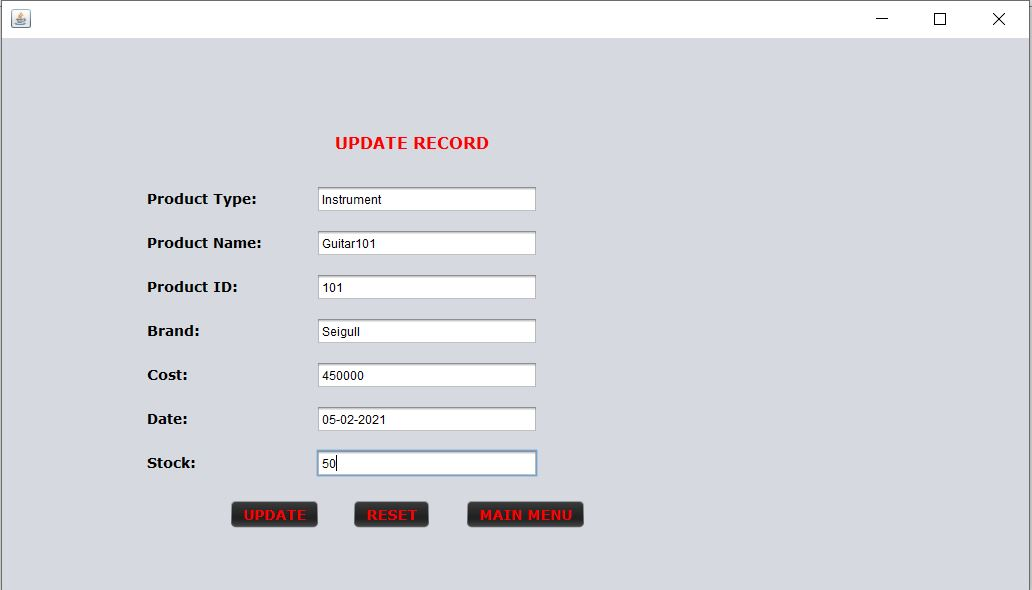 UPDATE RECORD
Product Type: Instrument
Product Name: Guitar101
Product ID: 101
Brand: Seigull
Cost: 450000
Date: 05-02-2021
Stock: 50
UPDATE RESET MAIN MENU